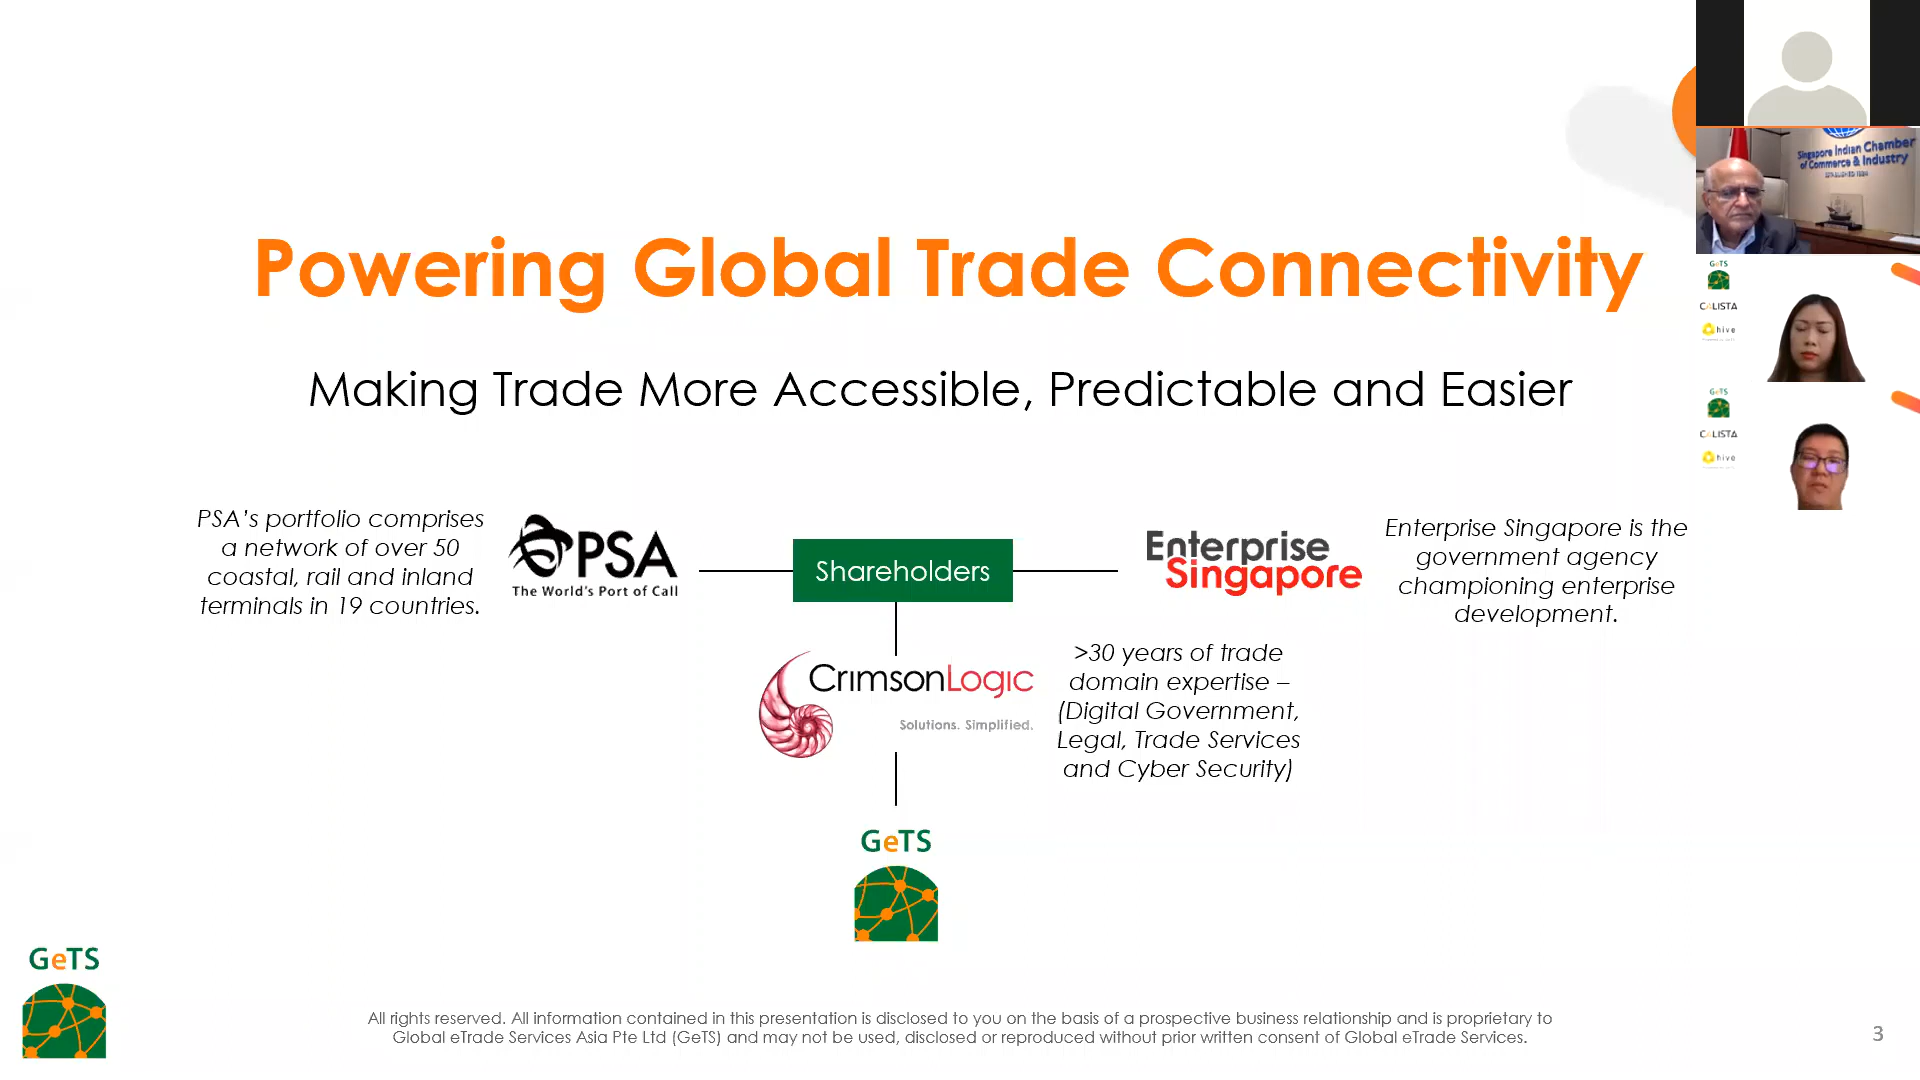 Powering Global Trade Connectivity
Making Trade More Accessible, Predictable and Easier
PSA's portfolio comprises
a network of over 50
coastal, rail and inland
terminals in 19 countries.
PSA
The World's Port of Call
Shareholders
Enterprise
Singapore
Enterprise Singapore is the
government agency
championing enterprise
development.
CrimsonLogic
Solutions. Simplified.
>30 years of trade
domain expertise –
(Digital Government,
Legal, Trade Services
and Cyber Security)
GeTS
GeTS
All rights reserved. All information contained in this presentation is disclosed to you on the basis of a prospective business relationship and is proprietary to
Global eTrade Services Asia Pte Ltd (GeTS) and may not be used, disclosed or reproduced without prior written consent of Global eTrade Services.
3
Singapore Indian Chamber
of Commerce & Industry
GeTS
CALISTA
hive
GeTS
CALISTA
hive